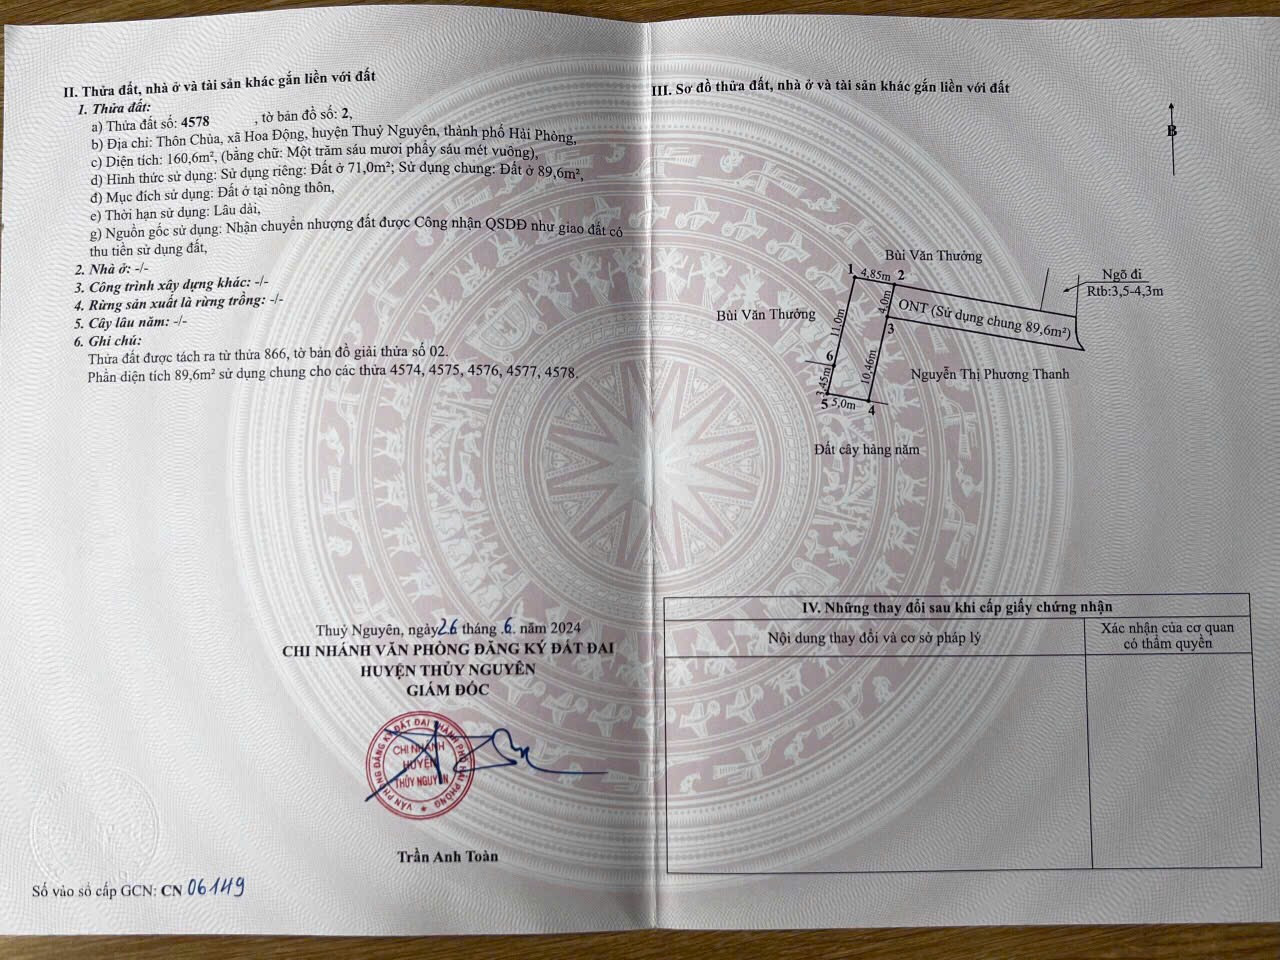 II. Thửa đất, nhà ở và tài sản khác gắn liền với đất
1. Thửa đất:
a) Thửa đất số: 4578 , tờ bản đồ số: 2,
b) Địa chỉ: Thôn Chùa, xã Hoa Động, huyện Thuỷ Nguyên, thành phố Hải Phòng,
c) Diện tích: 160,6m², (bằng chữ: Một trăm sáu mươi phẩy sáu mét vuông),
d) Hình thức sử dụng: Sử dụng riêng: Đất ở 71,0m²; Sử dụng chung: Đất ở 89,6m²,
đ) Mục đích sử dụng: Đất ở tại nông thôn,
e) Thời hạn sử dụng: Lâu dài,
g) Nguồn gốc sử dụng: Nhận chuyển nhượng đất được Công nhận QSDĐ như giao đất có
thu tiền sử dụng đất,
2. Nhà ở: -/-
3. Công trình xây dựng khác: -/-
4. Rừng sản xuất là rừng trồng: -/-
5. Cây lâu năm: -/-
6. Ghi chú:
Thửa đất được tách ra từ thửa 866, tờ bản đồ giải thửa số 02.
Phần diện tích 89,6m² sử dụng chung cho các thửa 4574, 4575, 4576, 4577, 4578.
Thuỷ Nguyên, ngày 26 tháng .6. năm 2024
CHI NHÁNH VĂN PHÒNG ĐĂNG KÝ ĐẤT ĐAI
HUYỆN THỦY NGUYÊN
GIÁM ĐỐC
VĂN PHÒNG ĐĂNG KÝ ĐẤT ĐAI THÀNH PHỐ HẢI PHÒNG
CHI NHÁNH
HUYỆN
THỦY NGUYÊN
Trần Anh Toàn
Số vào sổ cấp GCN: CN 06149
III. Sơ đồ thửa đất, nhà ở và tài sản khác gắn liền với đất
B
Bùi Văn Thưởng
1 4,85m 2
Ngõ đi
Rtb:3,5-4,3m
4,0m
ONT (Sử dụng chung 89,6m²)
Bùi Văn Thưởng
11,0m
3
6
10,46m
Nguyễn Thị Phương Thanh
3,45m
5 5,0m 4
Đất cây hàng năm
IV. Những thay đổi sau khi cấp giấy chứng nhận
Nội dung thay đổi và cơ sở pháp lý
Xác nhận của cơ quan
có thẩm quyền